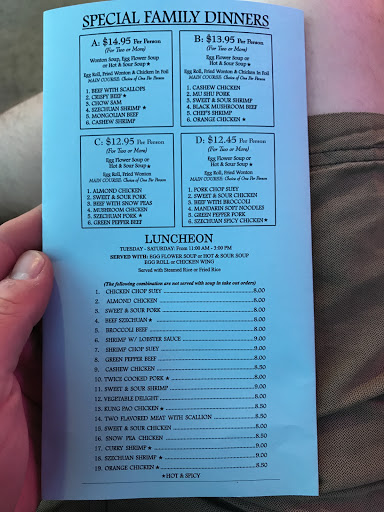 SPECIAL FAMILY DINNERS
A: $14.95 Per Person
(For Two or More)
Wonton Soup, Egg Flower Soup
or Hot & Sour Soup ★
Egg Roll, Fried Wonton & Chicken in Foil
MAIN COURSE: Choice of One Per Person
1. BEEF WITH SCALLOPS
2. CRISPY BEEF ★
3. CHOW SAM
4. SZECHUAN SHRIMP ★
5. MONGOLIAN BEEF
6. CASHEW SHRIMP
B: $13.95 Per Person
(For Two or More)
Egg Flower Soup or
Hot & Sour Soup ★
Egg Roll, Fried Wonton & Chicken in Foil
MAIN COURSE: Choice of One Per Person
1. CASHEW CHICKEN
2. MU SHU PORK
3. SWEET & SOUR SHRIMP
4. BLACK MUSHROOM BEEF
5. CHEF'S SHRIMP
6. ORANGE CHICKEN ★
C: $12.95 Per Person
(For Two or More)
Egg Flower Soup or
Hot & Sour Soup ★
Egg Roll, Fried Wonton
MAIN COURSE: Choice of One Per Person
1. ALMOND CHICKEN
2. SWEET & SOUR PORK
3. BEEF WITH SNOW PEAS
4. MUSHROOM CHICKEN
5. SZECHUAN PORK ★
6. GREEN PEPPER BEEF
D: $12.45 Per Person
(For Two or More)
Egg Flower Soup or
Hot & Sour Soup ★
Egg Roll, Fried Wonton
MAIN COURSE: Choice of One Per Person
1. PORK CHOP SUEY
2. SWEET & SOUR CHICKEN
3. BEEF WITH BROCCOLI
4. MANDARIN SOFT NOODLES
5. GREEN PEPPER PORK
6. SZECHUAN SPICY CHICKEN ★
LUNCHEON
TUESDAY - SATURDAY: From 11:00 AM - 3:00 PM
SERVED WITH: EGG FLOWER SOUP or HOT & SOUR SOUP
EGG ROLL or CHICKEN WING
Served with Steamed Rice or Fried Rice
(The following combination are not served with soup in take out orders)
1. CHICKEN CHOP SUEY 8.00
2. ALMOND CHICKEN 8.00
3. SWEET & SOUR PORK 8.00
4. BEEF SZECHUAN ★ 8.00
5. BROCCOLI BEEF 8.00
6. SHRIMP W/ LOBSTER SAUCE 9.00
7. SHRIMP CHOP SUEY 9.00
8. GREEN PEPPER BEEF 8.00
9. CASHEW CHICKEN 8.50
10. TWICE COOKED PORK ★ 8.00
11. SWEET & SOUR SHRIMP 9.00
12. VEGETABLE DELIGHT 8.00
13. KUNG PAO CHICKEN ★ 8.50
14. TWO FLAVORED MEAT WITH SCALLION 8.50
15. SWEET & SOUR CHICKEN 8.50
16. SNOW PEA CHICKEN 8.50
17. CURRY SHRIMP ★ 9.00
18. SZECHUAN SHRIMP ★ 9.00
19. ORANGE CHICKEN ★ 8.50
★HOT & SPICY